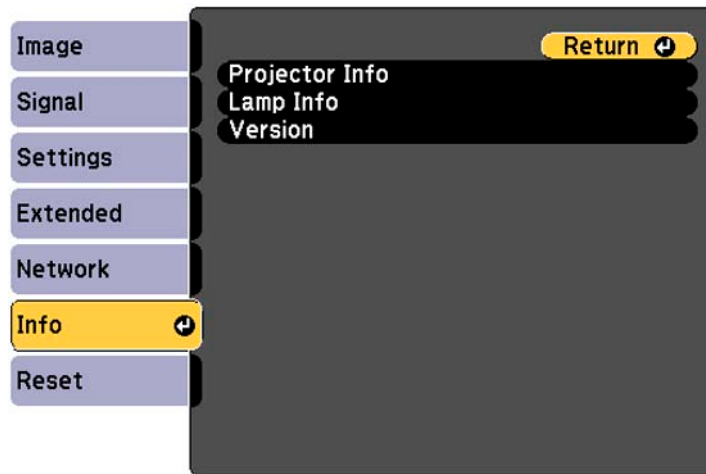 Image
Signal
Settings
Extended
Network
Info
Reset
Return
Projector Info
Lamp Info
Version